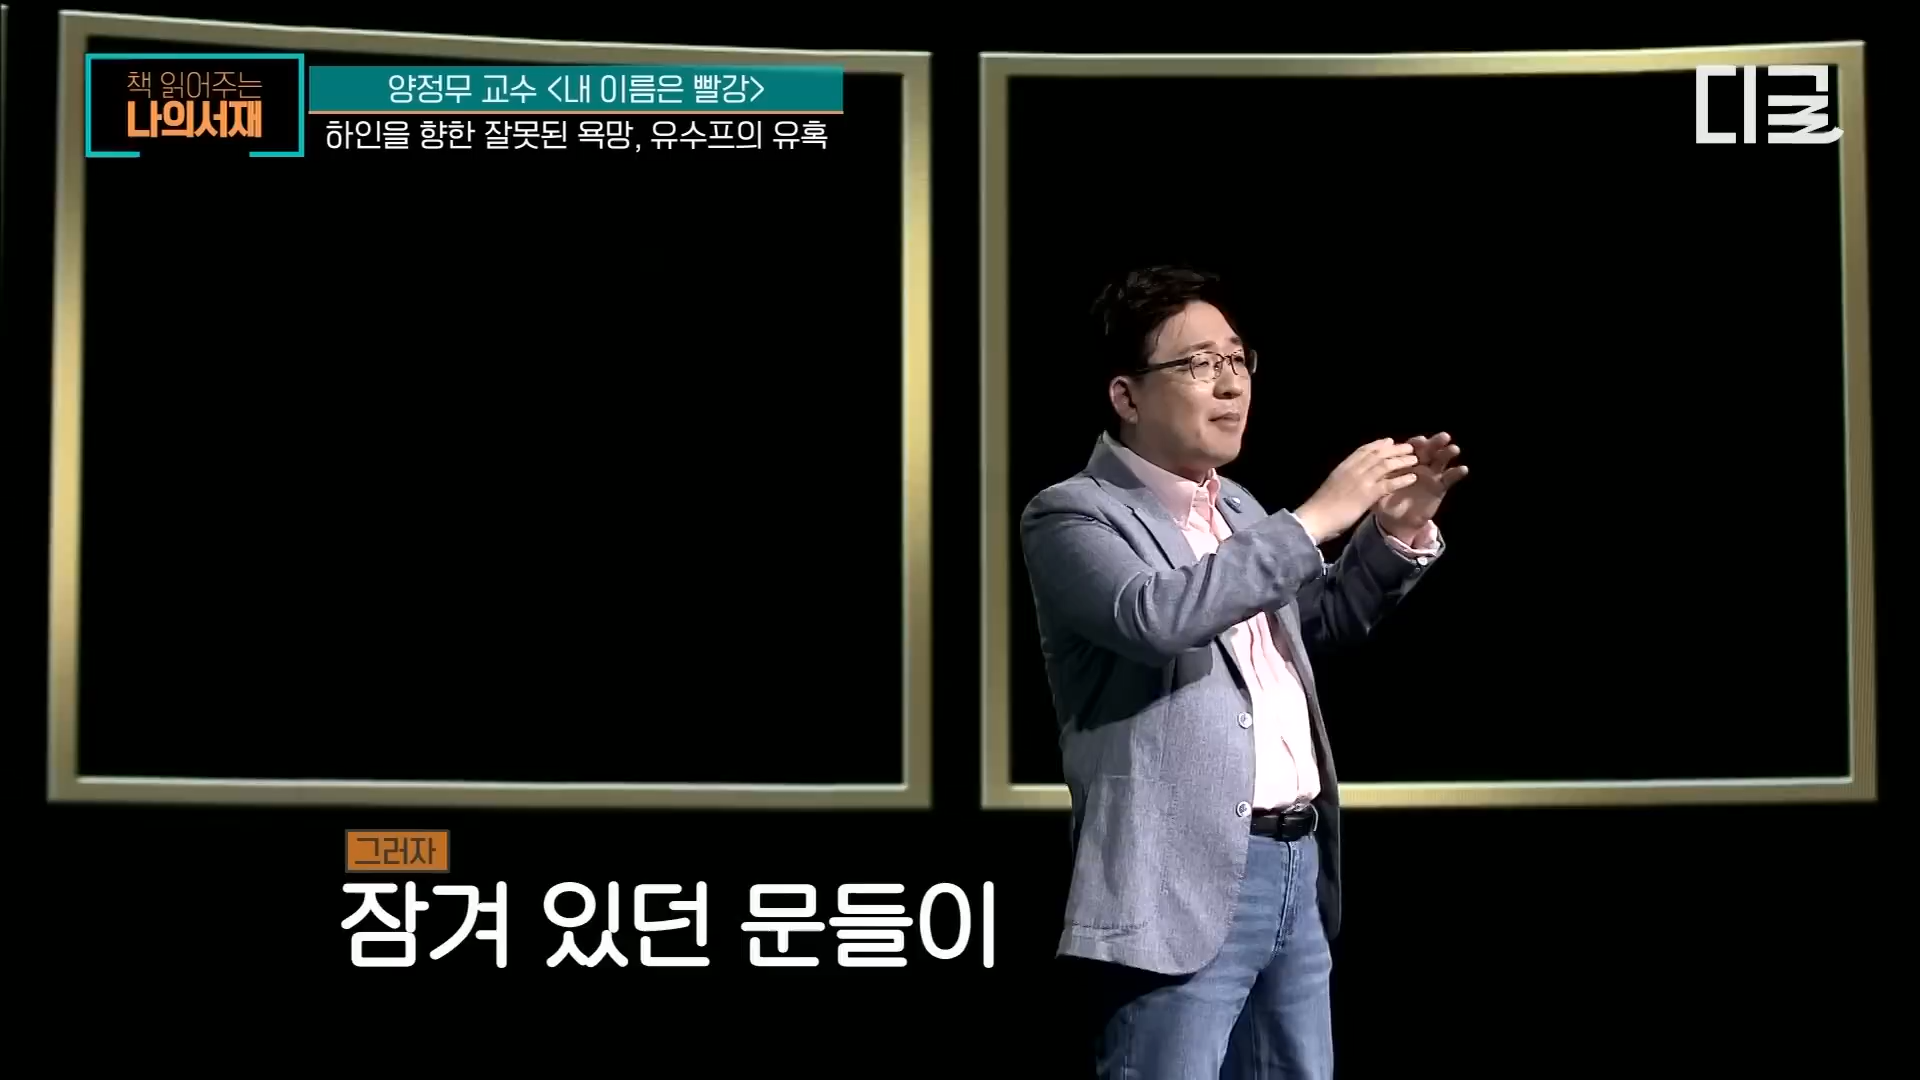 책 읽어주는
나의서재
양정무 교수 <내 이름은 빨강>
하인을 향한 잘못된 욕망, 유수프의 유혹
디글
그러자
잠겨 있던 문들이